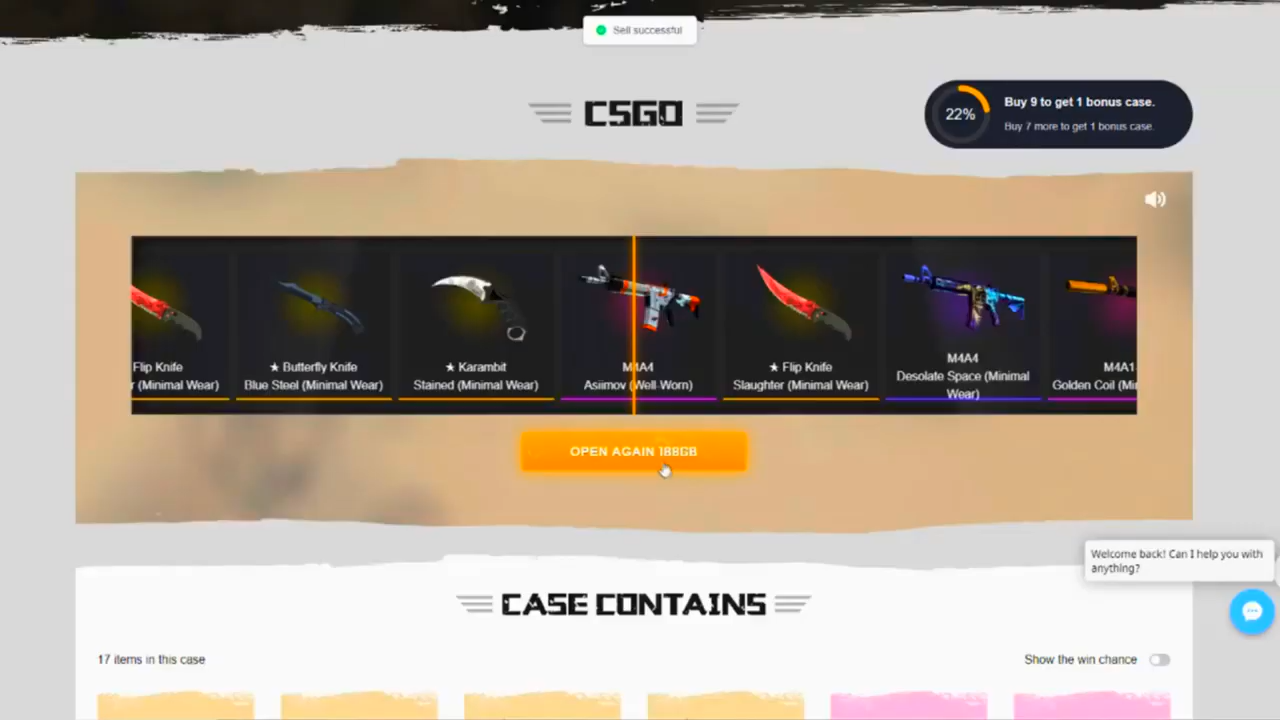 Sell successful
CSGO
22%
Buy 9 to get 1 bonus case.
Buy 7 more to get 1 bonus case.
Flip Knife
r (Minimal Wear)
★ Butterfly Knife
Blue Steel (Minimal Wear)
★ Karambit
Stained (Minimal Wear)
M4A4
Asiimov (Well-Worn)
★ Flip Knife
Slaughter (Minimal Wear)
M4A4
Desolate Space (Minimal
Wear)
M4A1
Golden Coil (Mi
OPEN AGAIN 188GB
Welcome back! Can I help you with
anything?
CASE CONTAINS
17 items in this case
Show the win chance